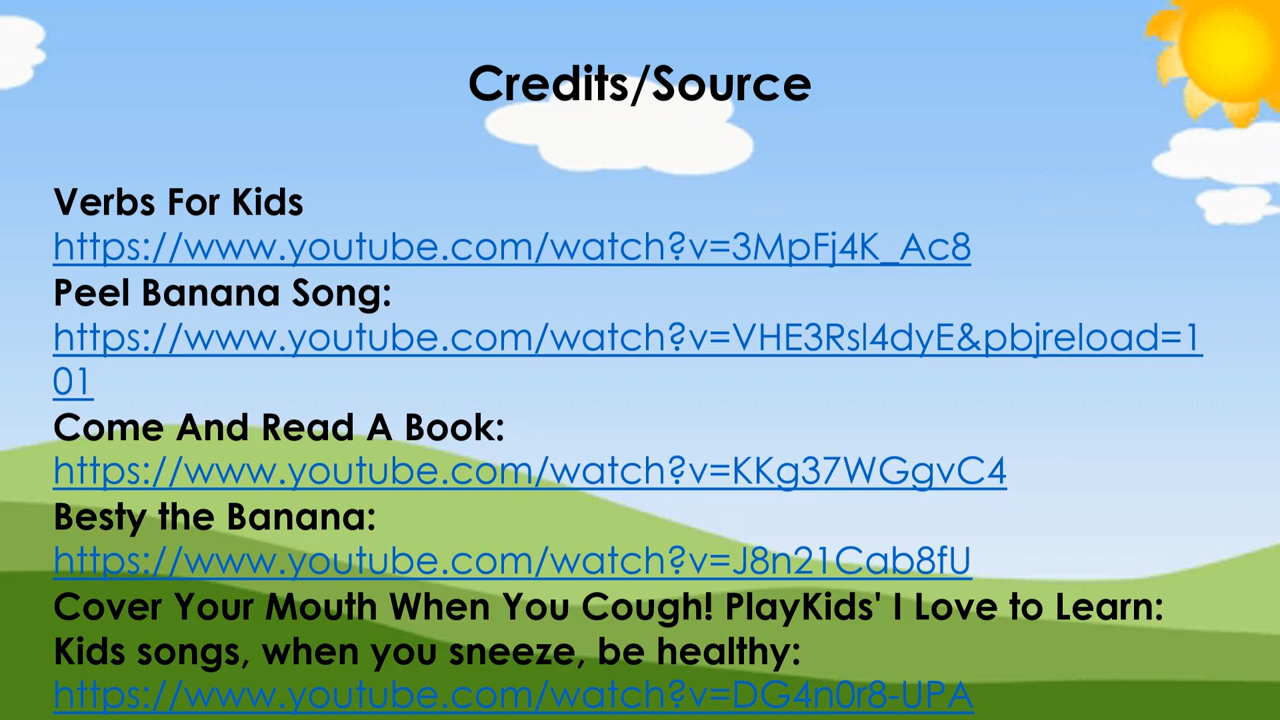 Credits/Source
Verbs For Kids
https://www.youtube.com/watch?v=3MpFj4K_Ac8
Peel Banana Song:
https://www.youtube.com/watch?v=VHE3Rsl4dyE&pbjreload=1
01
Come And Read A Book:
https://www.youtube.com/watch?v=KKg37WGgvC4
Besty the Banana:
https://www.youtube.com/watch?v=J8n21Cab8fU
Cover Your Mouth When You Cough! PlayKids' I Love to Learn:
Kids songs, when you sneeze, be healthy:
https://www.youtube.com/watch?v=DG4n0r8-UPA